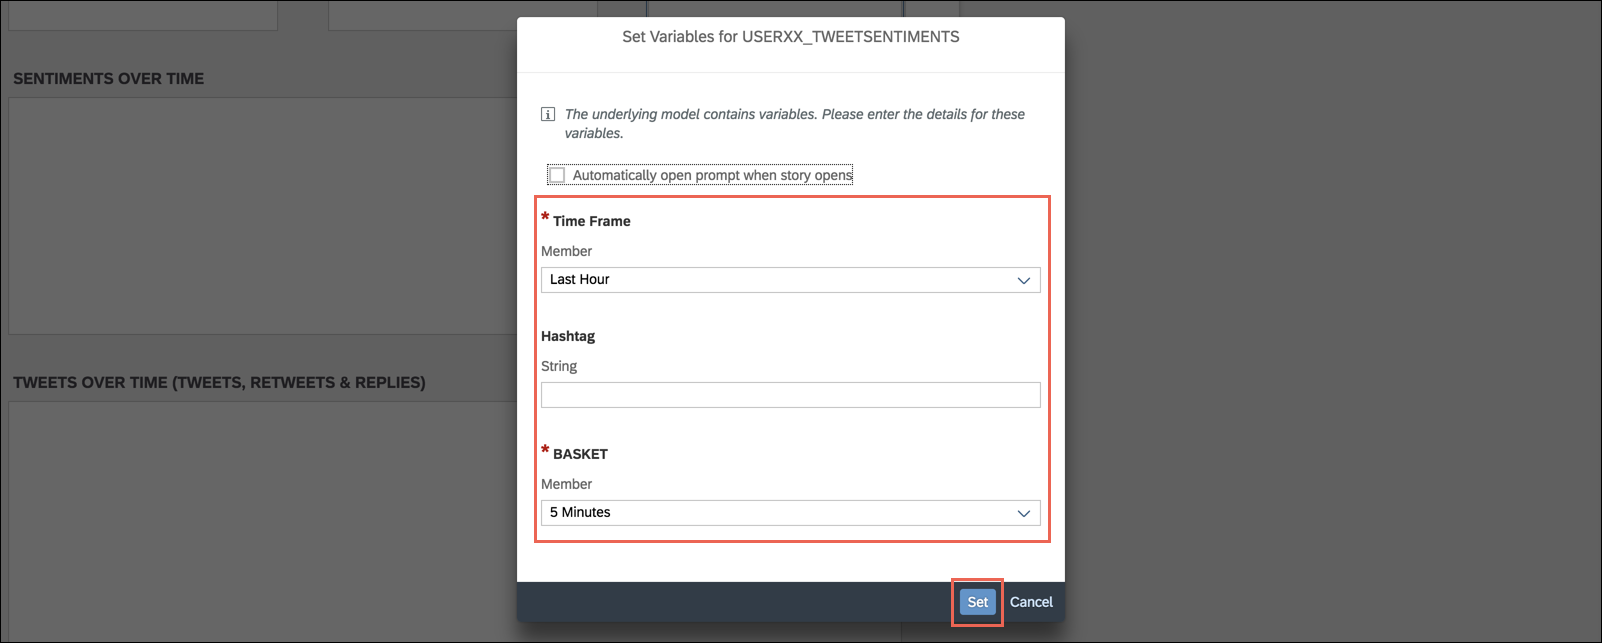 Set Variables for USERXX_TWEETSENTIMENTS
SENTIMENTS OVER TIME
The underlying model contains variables. Please enter the details for these
variables.
Automatically open prompt when story opens
* Time Frame
Member
Last Hour
Hashtag
String
TWEETS OVER TIME (TWEETS, RETWEETS & REPLIES)
* BASKET
Member
5 Minutes
Set Cancel